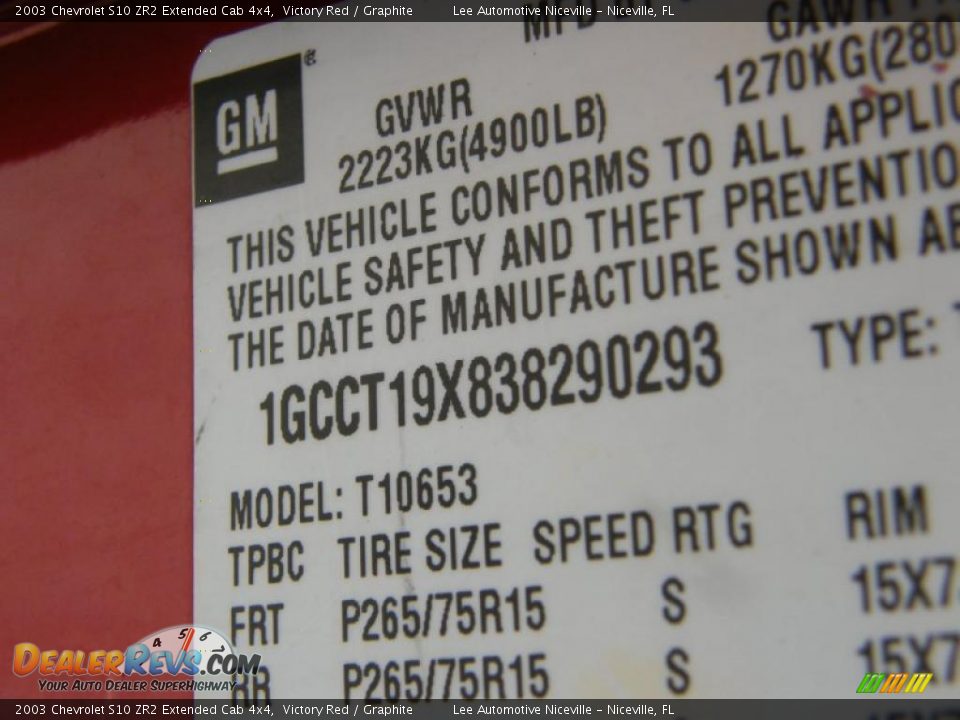 2003 Chevrolet S10 ZR2 Extended Cab 4x4, Victory Red / Graphite Lee Automotive Niceville - Niceville, FL
GM
GVWR
2223KG(4900LB) 1270KG(280
THIS VEHICLE CONFORMS TO ALL APPLIC
VEHICLE SAFETY AND THEFT PREVENTIO
THE DATE OF MANUFACTURE SHOWN AB
1GCCT19X838290293 TYPE:
MODEL: T10653
TPBC TIRE SIZE SPEED RTG RIM
FRT P265/75R15 S 15X7
RR P265/75R15 S 15X7
DEALERREVS.COM
YOUR AUTO DEALER SUPERHIGHWAY
2003 Chevrolet S10 ZR2 Extended Cab 4x4, Victory Red / Graphite Lee Automotive Niceville - Niceville, FL